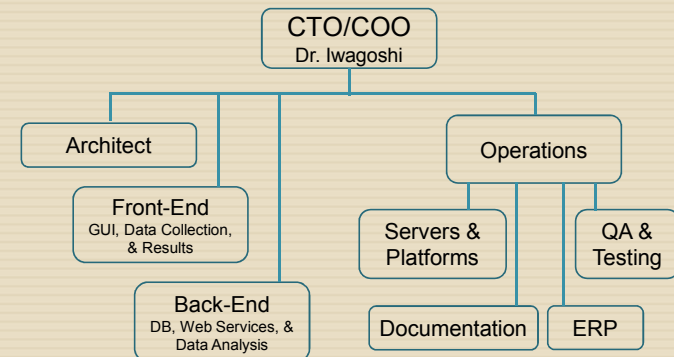 CTO/COO
Dr. Iwagoshi
Architect
Operations
Front-End
GUI, Data Collection,
& Results
Servers &
Platforms
QA &
Testing
Back-End
DB, Web Services, &
Data Analysis
Documentation
ERP